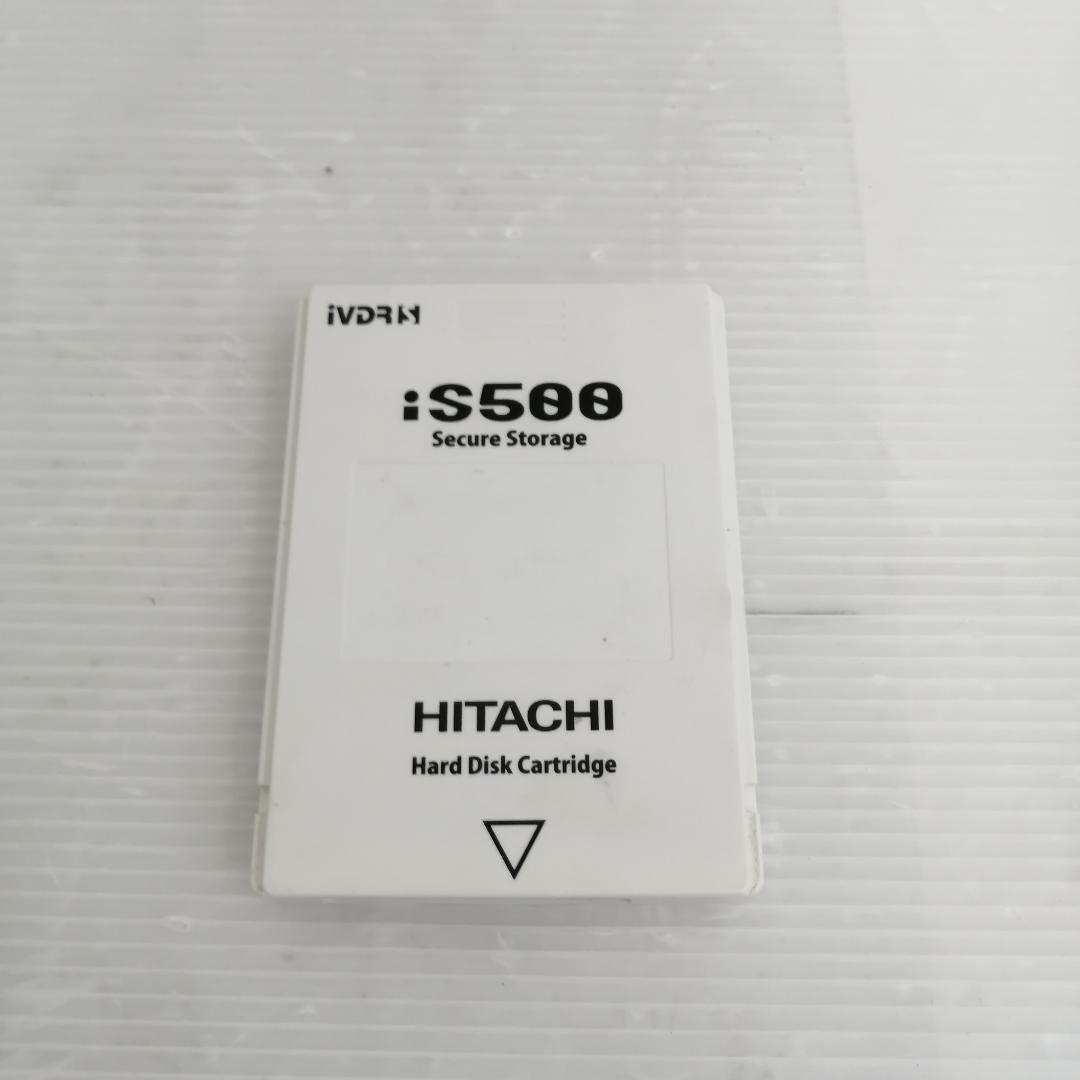 iVDR S
iS500
Secure Storage
HITACHI
Hard Disk Cartridge